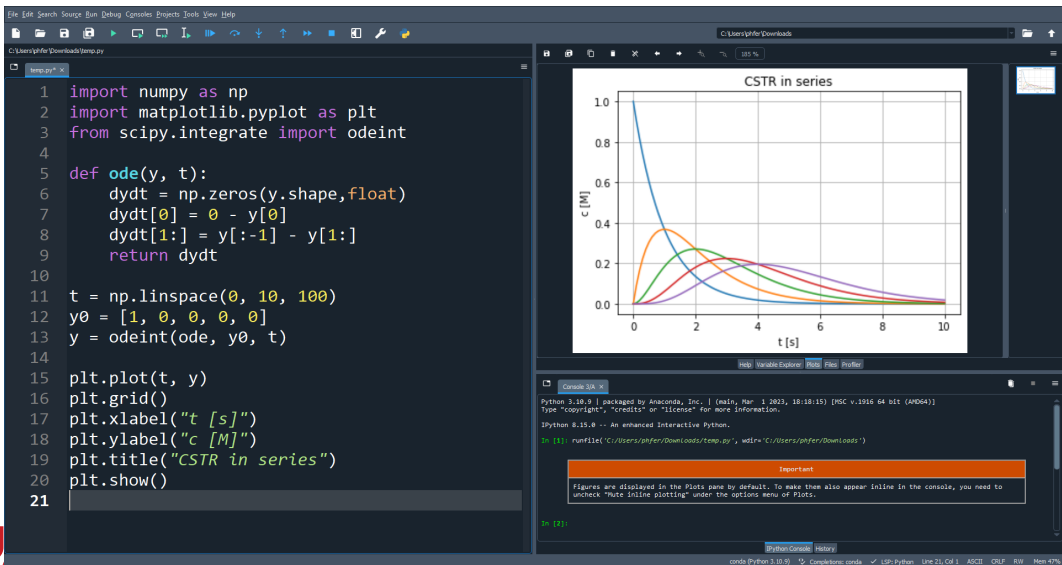 File Edit Search Source Run Debug Consoles Projects Tools View Help
C:\Users\phfer\Downloads
C:\Users\phfer\Downloads\temp.py
temp.py*
1 import numpy as np
2 import matplotlib.pyplot as plt
3 from scipy.integrate import odeint
4
5 def ode(y, t):
6     dydt = np.zeros(y.shape,float)
7     dydt[0] = 0 - y[0]
8     dydt[1:] = y[:-1] - y[1:]
9     return dydt
10
11 t = np.linspace(0, 10, 100)
12 y0 = [1, 0, 0, 0, 0]
13 y = odeint(ode, y0, t)
14
15 plt.plot(t, y)
16 plt.grid()
17 plt.xlabel("t [s]")
18 plt.ylabel("c [M]")
19 plt.title("CSTR in series")
20 plt.show()
21
185 %
CSTR in series
1.0
0.8
0.6
0.4
0.2
0.0
c [M]
0 2 4 6 8 10
t [s]
Help Variable Explorer Plots Files Profiler
Console 3/A
Python 3.10.9 | packaged by Anaconda, Inc. | (main, Mar 1 2023, 18:18:15) [MSC v.1916 64 bit (AMD64)]
Type "copyright", "credits" or "license" for more information.
IPython 8.15.0 -- An enhanced Interactive Python.
In [1]: runfile('C:/Users/phfer/Downloads/temp.py', wdir='C:/Users/phfer/Downloads')
Important
Figures are displayed in the Plots pane by default. To make them also appear inline in the console, you need to
uncheck "Mute inline plotting" under the options menu of Plots.
In [2]:
IPython Console History
conda (Python 3.10.9) Completions: conda LSP: Python Line 21, Col 1 ASCII CRLF RW Mem 47%